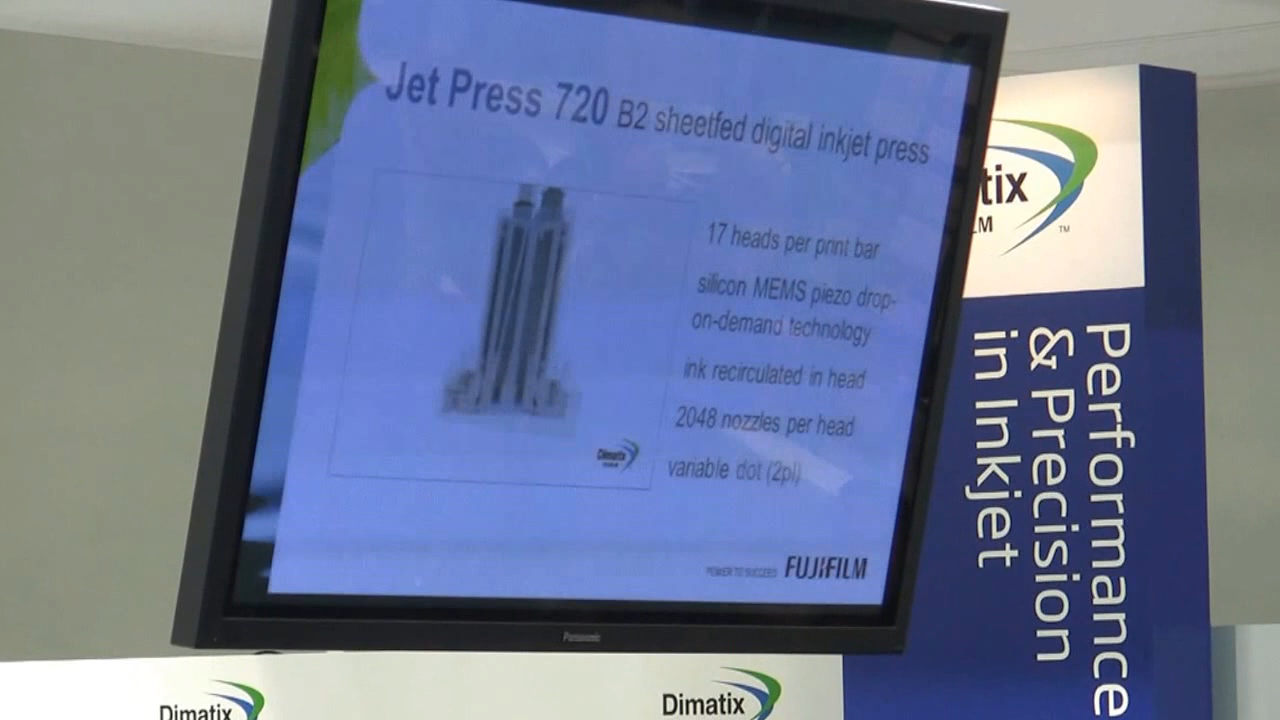 Jet Press 720 B2 sheetfed digital inkjet press
17 heads per print bar
silicon MEMS piezo drop-
on-demand technology
ink recirculated in head
2048 nozzles per head
variable dot (2pl)
Dimatix
POWER TO SUCCEED FUJIFILM
Panasonic
tix
LM
TM
Performance
& Precision
in Inkjet
Dimatix
Dimatix